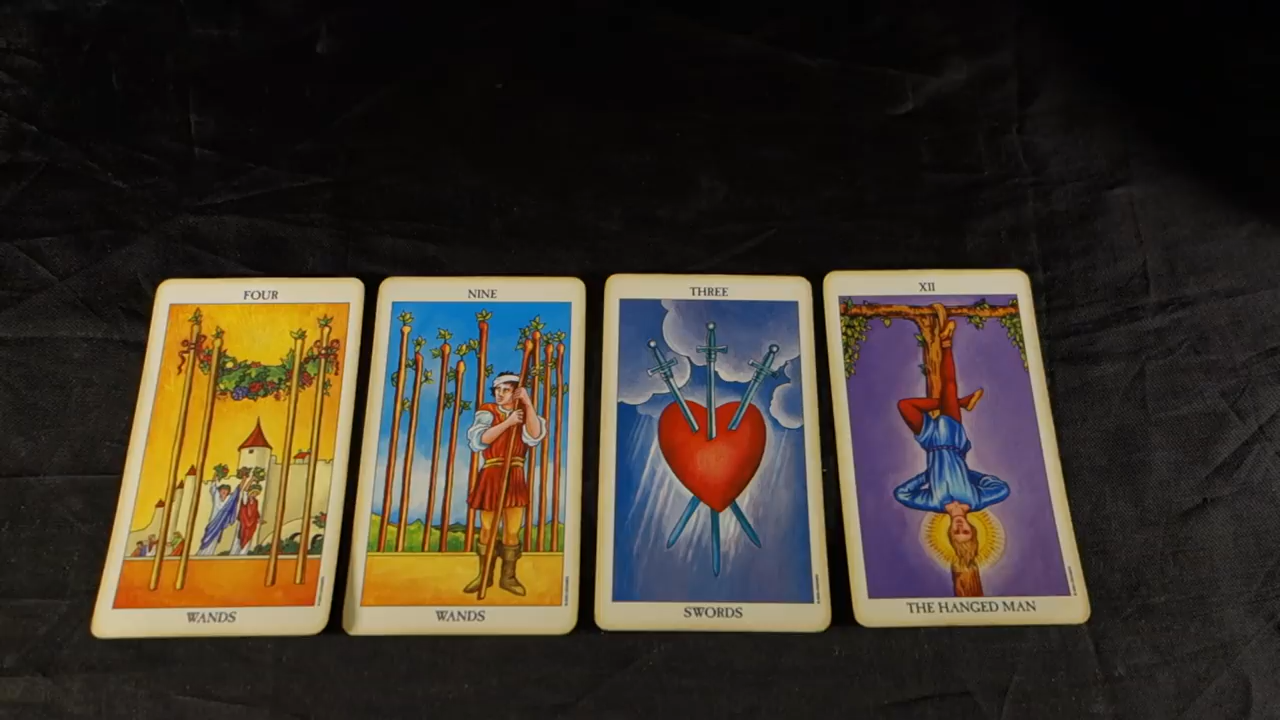 FOUR
WANDS
NINE
WANDS
THREE
SWORDS
XII
THE HANGED MAN